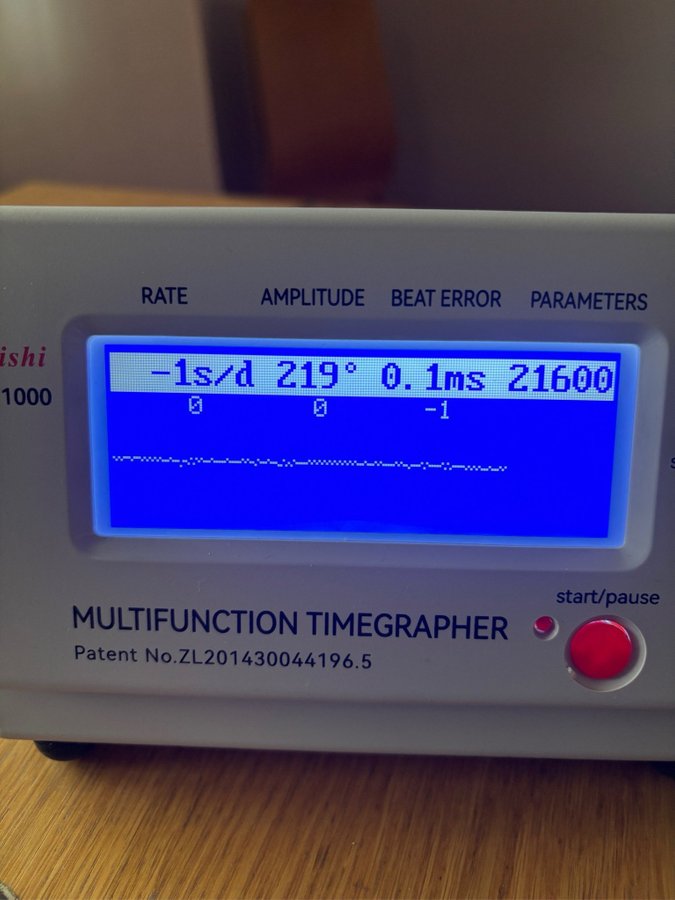 RATE AMPLITUDE BEAT ERROR PARAMETERS
ishi
1000
-1s/d 219° 0.1ms 21600
0 0 -1
start/pause
MULTIFUNCTION TIMEGRAPHER
Patent No.ZL201430044196.5